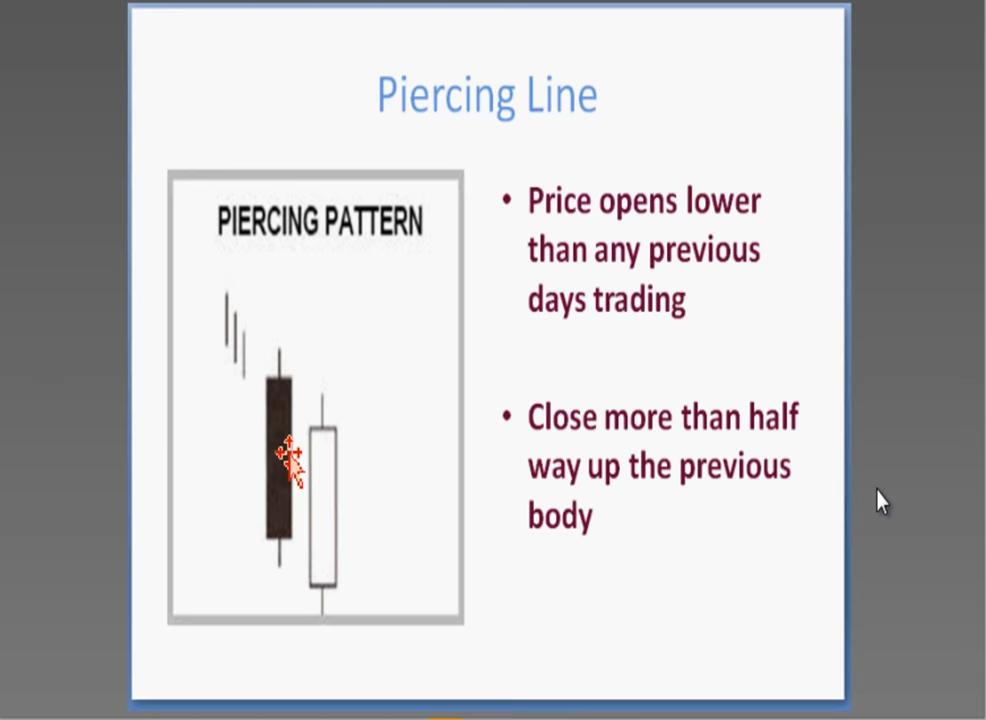 Piercing Line
PIERCING PATTERN
• Price opens lower
than any previous
days trading
• Close more than half
way up the previous
body